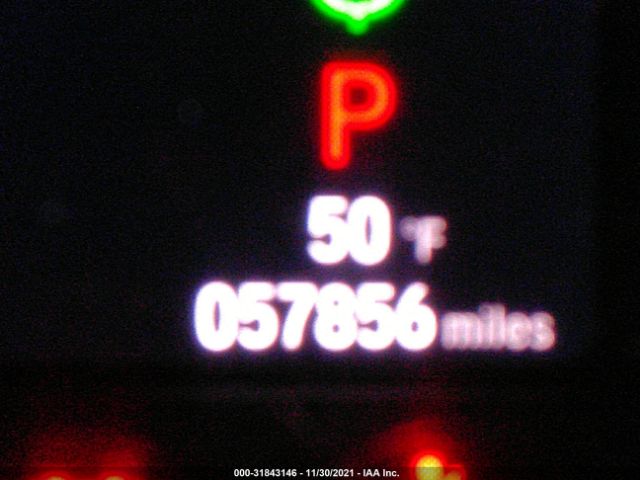 P
50 °F
057856 miles
000-31843146 - 11/30/2021 - IAA Inc.